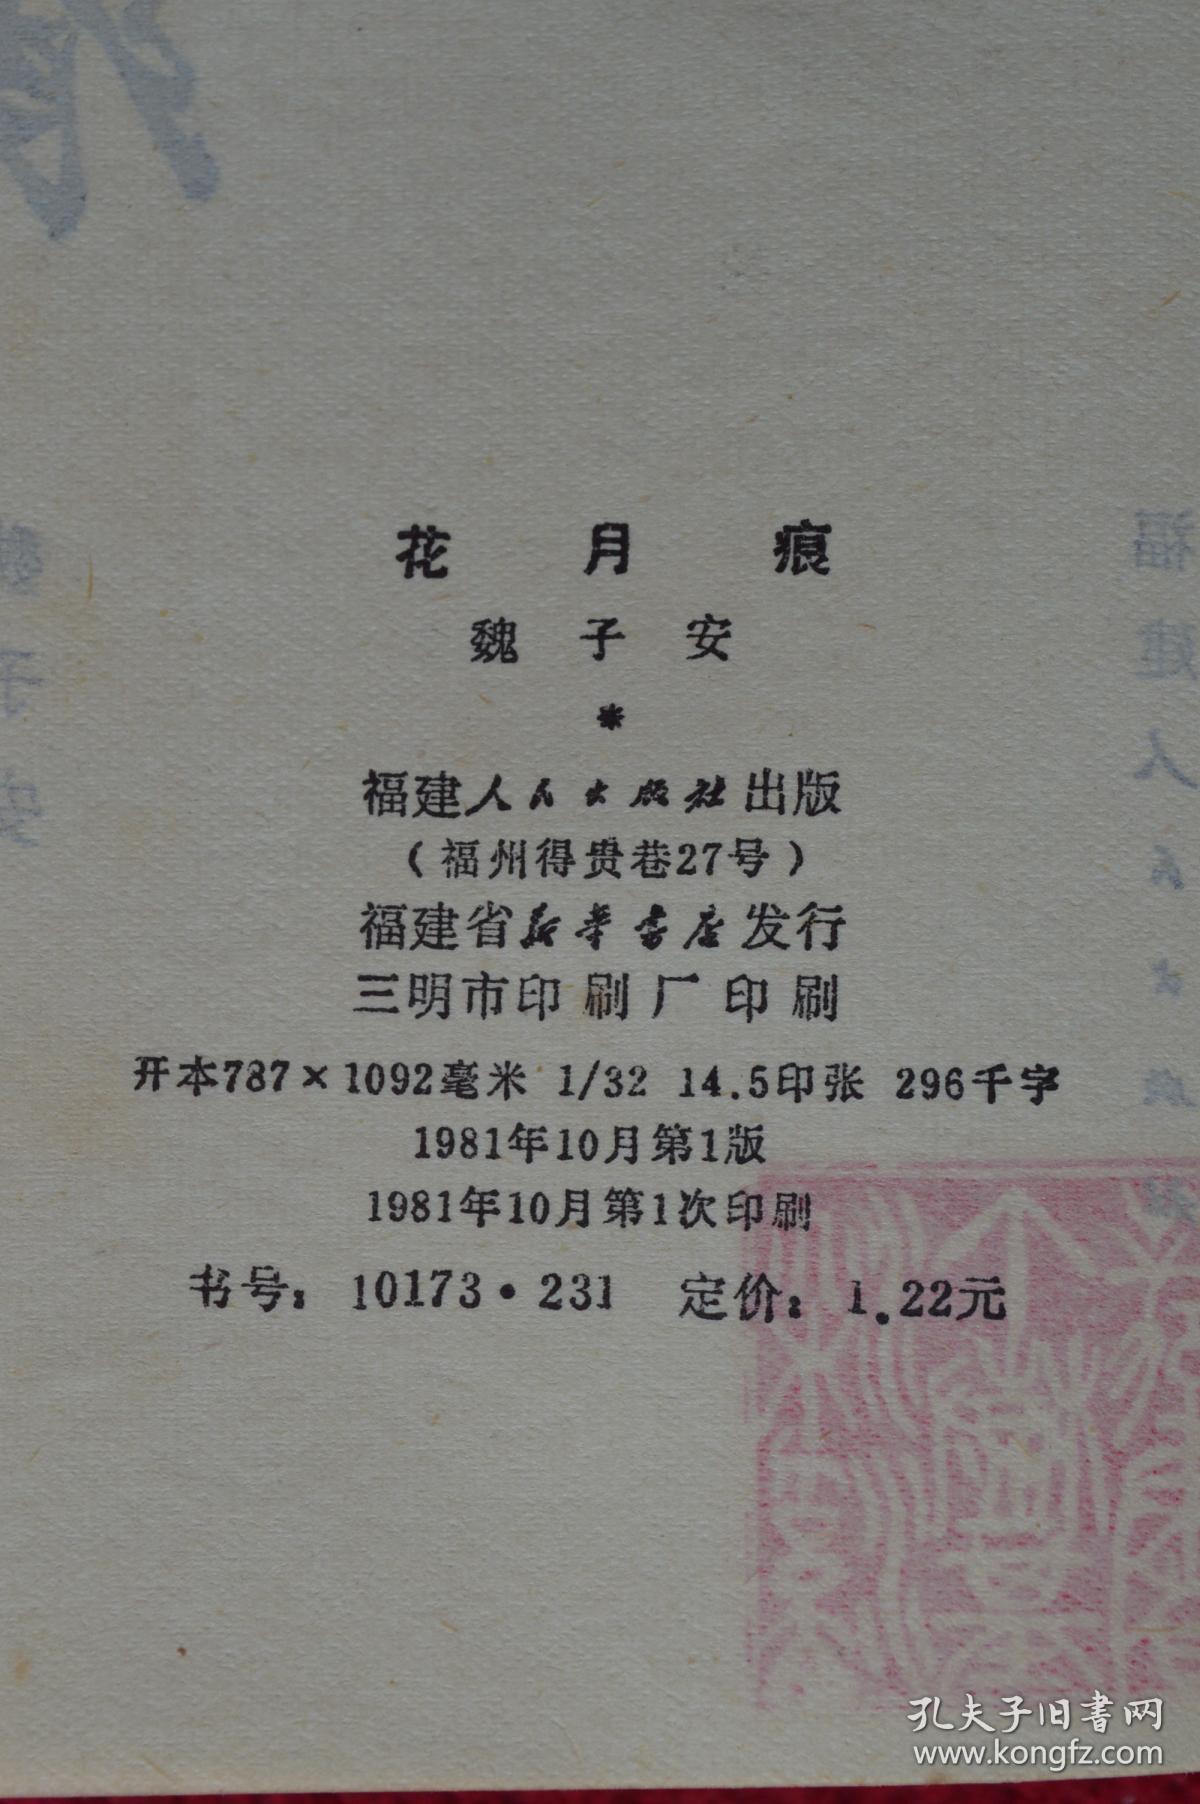 花月痕
魏子安
*
福建人民出版社出版
（福州得贵巷27号）
福建省新华书店发行
三明市印刷厂印刷
开本787×1092毫米 1/32 14.5印张 296千字
1981年10月第1版
1981年10月第1次印刷
书号：10173·231 定价：1.22元
孔夫子旧书网
www.kongfz.com